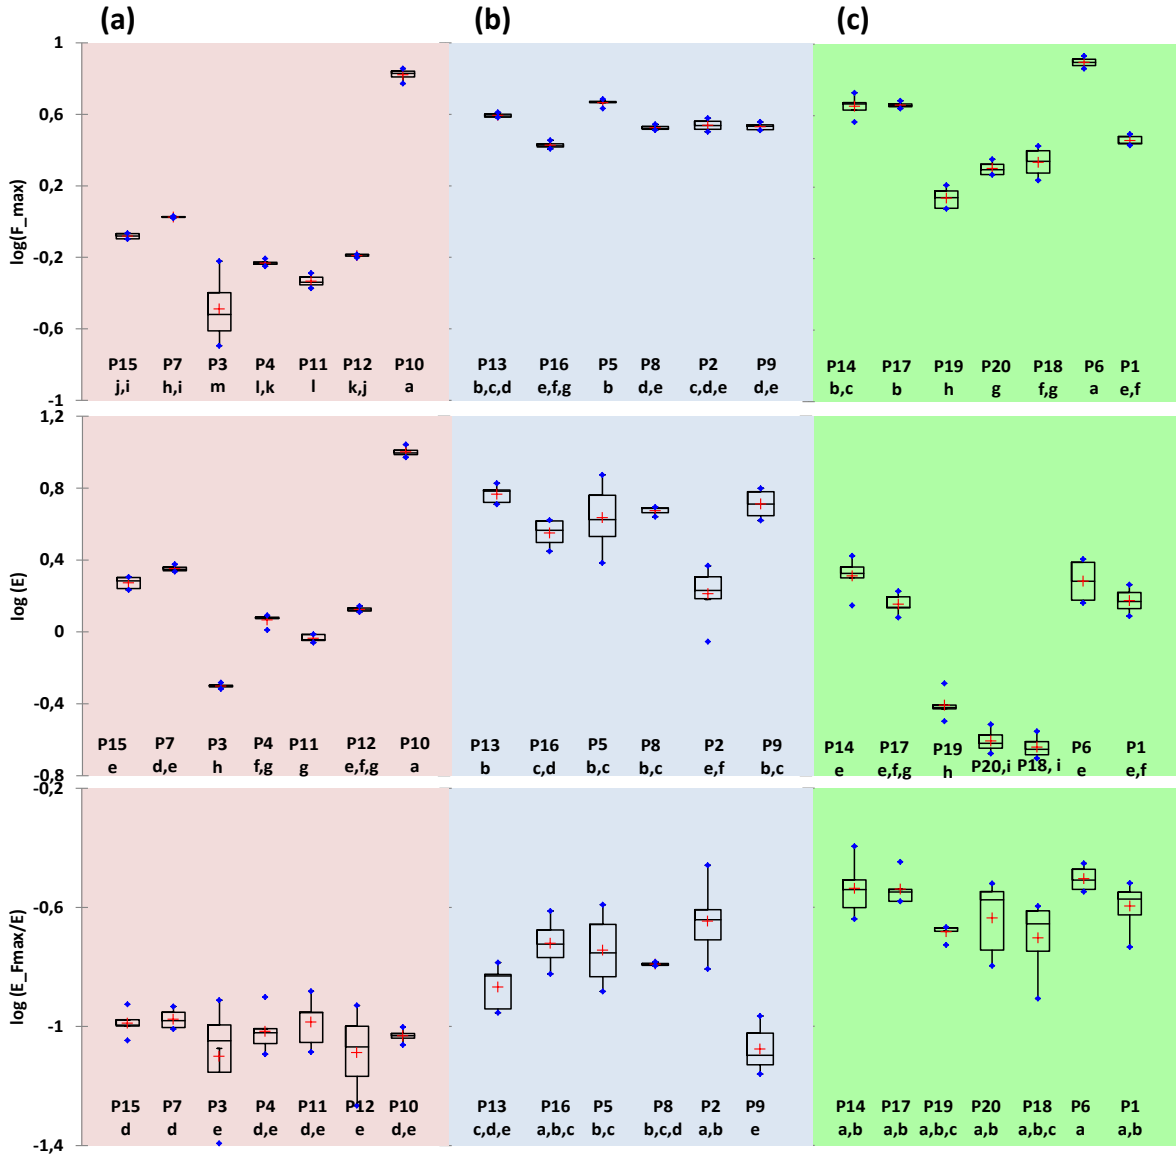 (a) (b) (c)
log(F_max)
1
0,6
0,2
-0,2
-0,6
-1
P15 P7 P3 P4 P11 P12 P10 P13 P16 P5 P8 P2 P9 P14 P17 P19 P20 P18 P6 P1
j,i h,i m l,k l k,j a b,c,d e,f,g b d,e c,d,e d,e b,c b h g f,g a e,f
log (E)
1,2
0,8
0,4
0
-0,4
-0,8
P15 P7 P3 P4 P11 P12 P10 P13 P16 P5 P8 P2 P9 P14 P17 P19 P6 P1
e d,e h f,g g e,f,g a b c,d b,c b,c e,f b,c e e,f,g h P20,i P18, i e e,f
log (E_Fmax/E)
-0,2
-0,6
-1,0
-1,4
P15 P7 P3 P4 P11 P12 P10 P13 P16 P5 P8 P2 P9 P14 P17 P19 P20 P18 P6 P1
d d e d,e d,e e d,e c,d,e a,b,c b,c b,c,d a,b e a,b a,b a,b,c a,b a,b,c a a,b